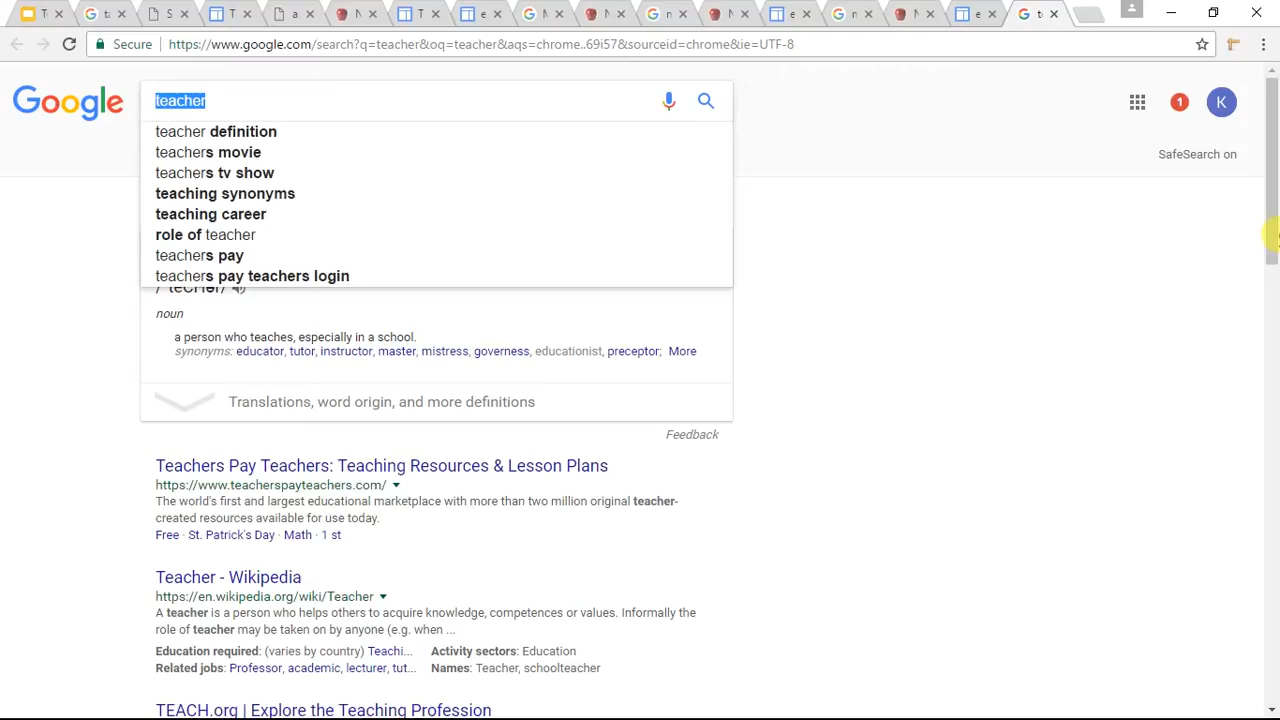 T
ta
S
T
a
N
T
e
N
N
n
N
e
n
N
e
te
Secure
https://www.google.com/search?q=teacher&oq=teacher&aqs=chrome..69i57&sourceid=chrome&ie=UTF-8
Google
teacher
1
K
SafeSearch on
teacher definition
teachers movie
teachers tv show
teaching synonyms
teaching career
role of teacher
teachers pay
teachers pay teachers login
noun
a person who teaches, especially in a school.
synonyms: educator, tutor, instructor, master, mistress, governess, educationist, preceptor; More
Translations, word origin, and more definitions
Feedback
Teachers Pay Teachers: Teaching Resources & Lesson Plans
https://www.teacherspayteachers.com/
The world's first and largest educational marketplace with more than two million original teacher-
created resources available for use today.
Free · St. Patrick's Day · Math · 1 st
Teacher - Wikipedia
https://en.wikipedia.org/wiki/Teacher
A teacher is a person who helps others to acquire knowledge, competences or values. Informally the
role of teacher may be taken on by anyone (e.g. when ...
Education required: (varies by country) Teachi... Activity sectors: Education
Related jobs: Professor, academic, lecturer, tut... Names: Teacher, schoolteacher
TEACH.org | Explore the Teaching Profession